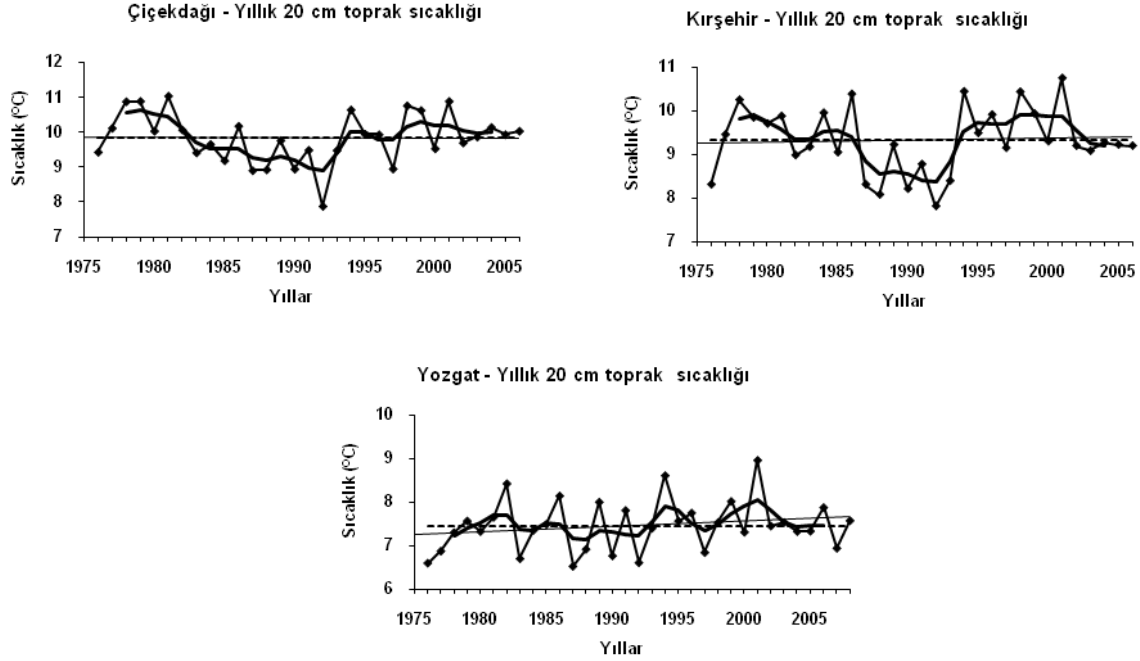 Çiçekdağı - Yıllık 20 cm toprak sıcaklığı
Sıcaklık (°C)
12
11
10
9
8
7
1975 1980 1985 1990 1995 2000 2005
Yıllar
Kırşehir - Yıllık 20 cm toprak sıcaklığı
Sıcaklık (°C)
11
10
9
8
7
1975 1980 1985 1990 1995 2000 2005
Yıllar
Yozgat - Yıllık 20 cm toprak sıcaklığı
Sıcaklık (°C)
10
9
8
7
6
1975 1980 1985 1990 1995 2000 2005
Yıllar